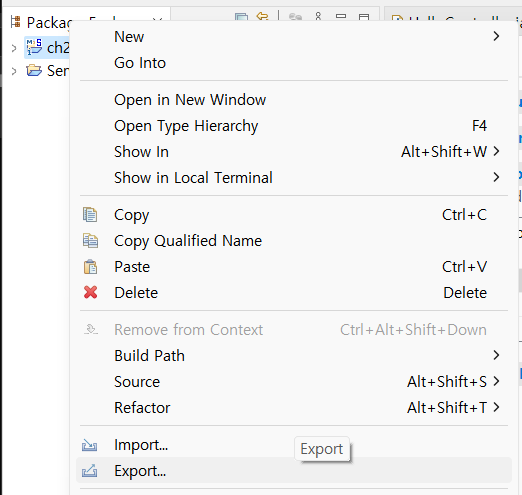 New
Go Into
Open in New Window
Open Type Hierarchy F4
Show In Alt+Shift+W
Show in Local Terminal
Copy Ctrl+C
Copy Qualified Name
Paste Ctrl+V
Delete Delete
Remove from Context Ctrl+Alt+Shift+Down
Build Path
Source Alt+Shift+S
Refactor Alt+Shift+T
Import...
Export
Export...
ch2
Ser